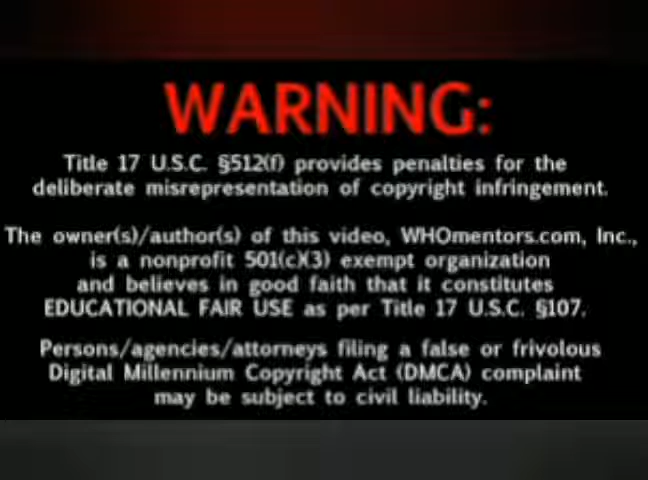 WARNING:
Title 17 U.S.C. §512(f) provides penalties for the
deliberate misrepresentation of copyright infringement.
The owner(s)/author(s) of this video, WHOmentors.com, Inc.,
is a nonprofit 501(c)(3) exempt organization
and believes in good faith that it constitutes
EDUCATIONAL FAIR USE as per Title 17 U.S.C. §107.
Persons/agencies/attorneys filing a false or frivolous
Digital Millennium Copyright Act (DMCA) complaint
may be subject to civil liability.